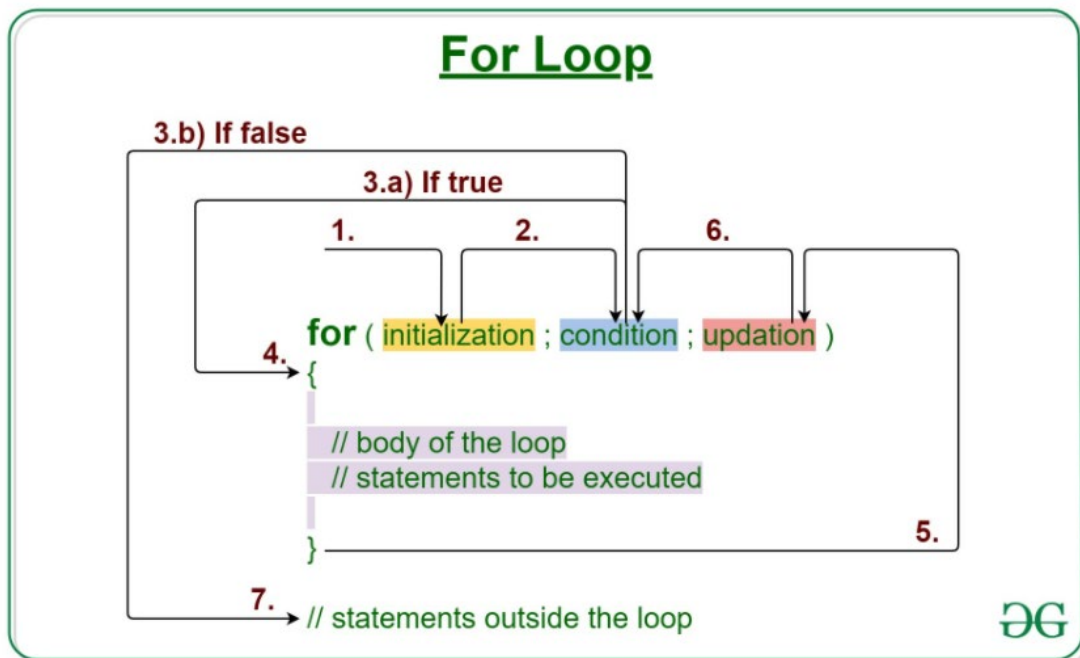 For Loop
3.b) If false
3.a) If true
1.
2.
6.
for ( initialization ; condition ; updation )
4.
{
// body of the loop
// statements to be executed
5.
}
7.
// statements outside the loop